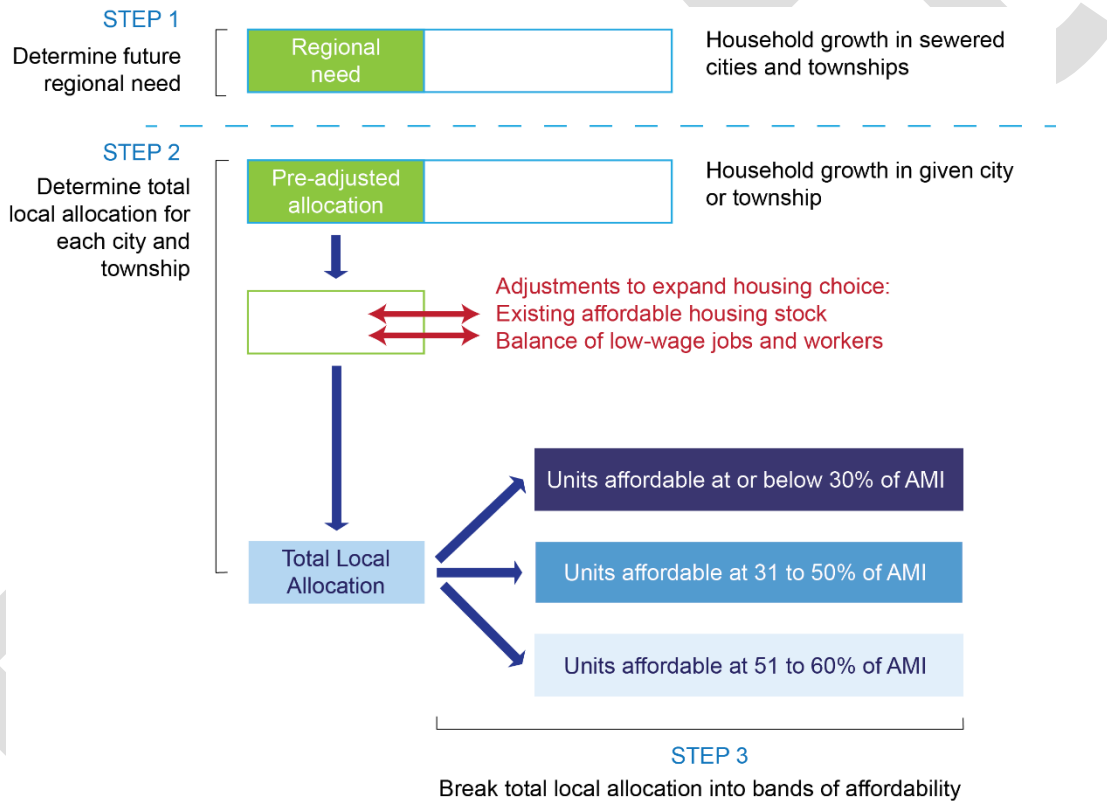 STEP 1
Determine future
regional need
Regional
need
Household growth in sewered
cities and townships
STEP 2
Determine total
local allocation for
each city and
township
Pre-adjusted
allocation
Household growth in given city
or township
Adjustments to expand housing choice:
Existing affordable housing stock
Balance of low-wage jobs and workers
Total Local
Allocation
Units affordable at or below 30% of AMI
Units affordable at 31 to 50% of AMI
Units affordable at 51 to 60% of AMI
STEP 3
Break total local allocation into bands of affordability